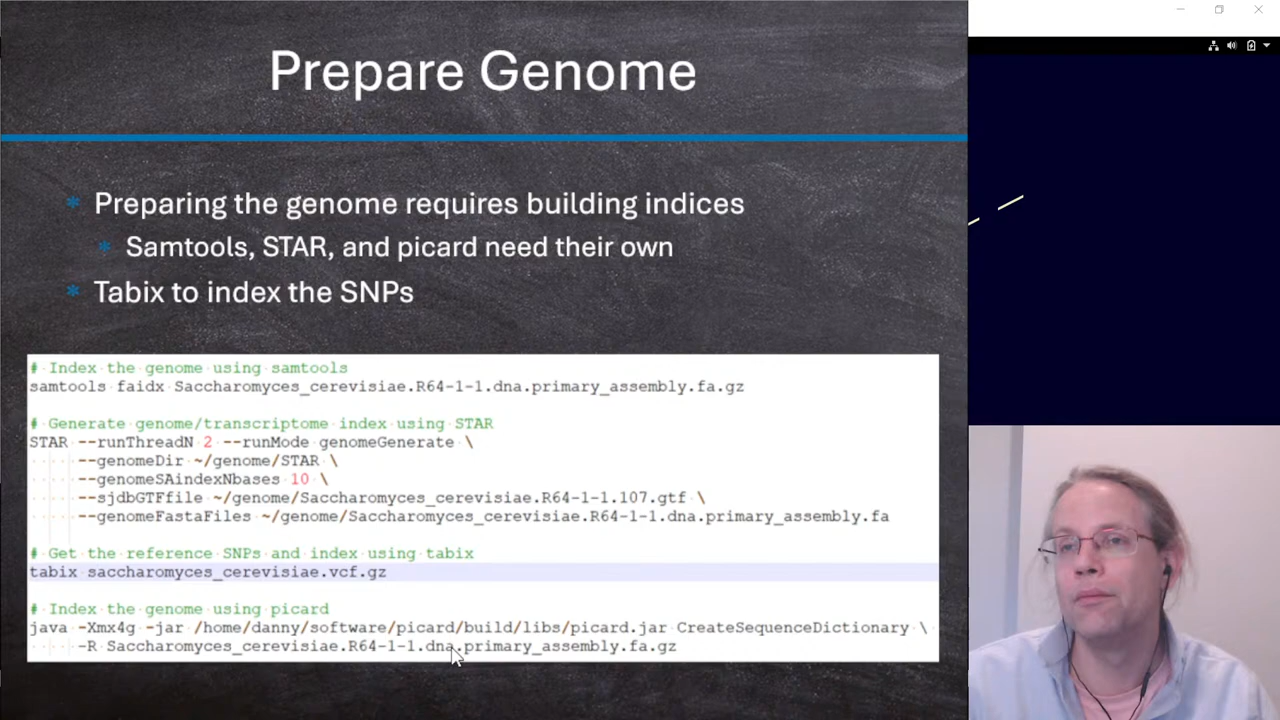 Prepare Genome
* Preparing the genome requires building indices
* Samtools, STAR, and picard need their own
* Tabix to index the SNPs
# Index the genome using samtools
samtools faidx Saccharomyces_cerevisiae.R64-1-1.dna.primary_assembly.fa.gz
# Generate genome/transcriptome index using STAR
STAR --runThreadN 2 --runMode genomeGenerate \
--genomeDir ~/genome/STAR \
--genomeSAindexNbases 10 \
--sjdbGTFfile ~/genome/Saccharomyces_cerevisiae.R64-1-1.107.gtf \
--genomeFastaFiles ~/genome/Saccharomyces_cerevisiae.R64-1-1.dna.primary_assembly.fa
# Get the reference SNPs and index using tabix
tabix saccharomyces_cerevisiae.vcf.gz
# Index the genome using picard
java -Xmx4g -jar /home/danny/software/picard/build/libs/picard.jar CreateSequenceDictionary \
-R Saccharomyces_cerevisiae.R64-1-1.dna.primary_assembly.fa.gz